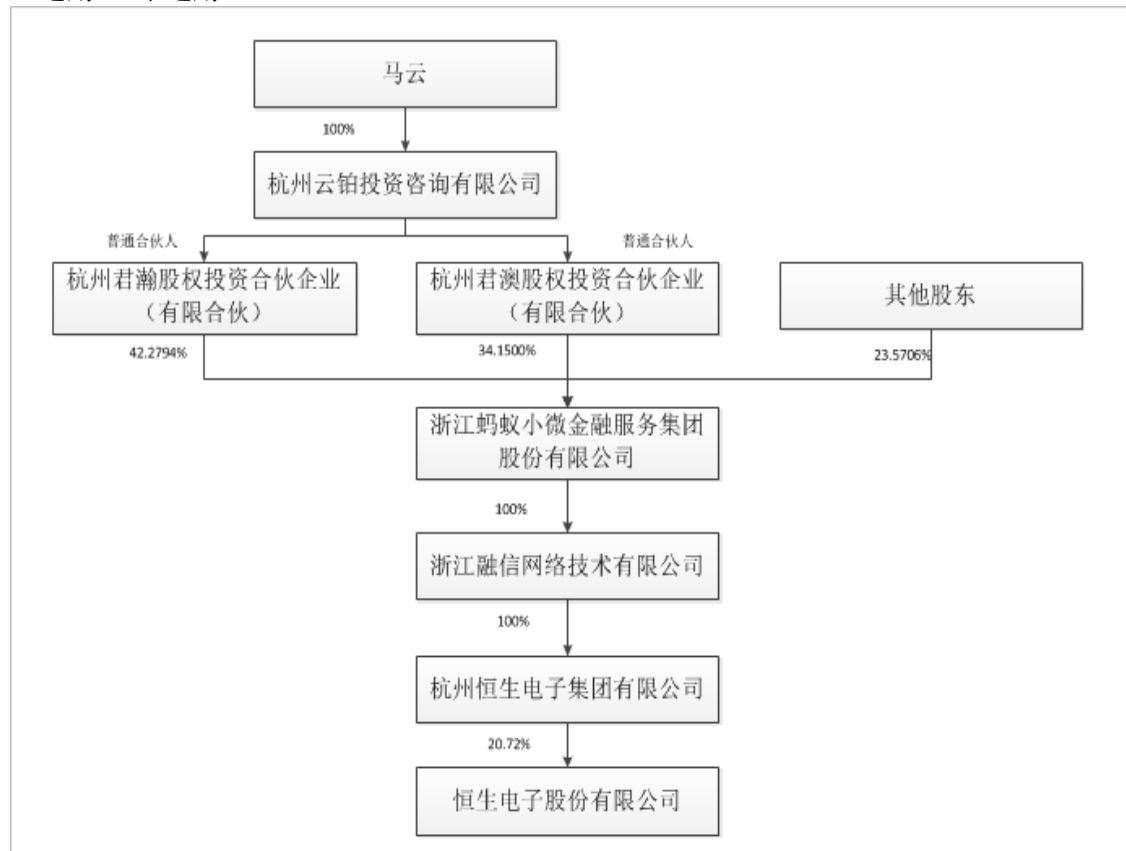 马云
100%
杭州云铂投资咨询有限公司
普通合伙人
普通合伙人
杭州君瀚股权投资合伙企业
（有限合伙）
杭州君澳股权投资合伙企业
（有限合伙）
其他股东
42.2794%
34.1500%
23.5706%
浙江蚂蚁小微金融服务集团
股份有限公司
100%
浙江融信网络技术有限公司
100%
杭州恒生电子集团有限公司
20.72%
恒生电子股份有限公司